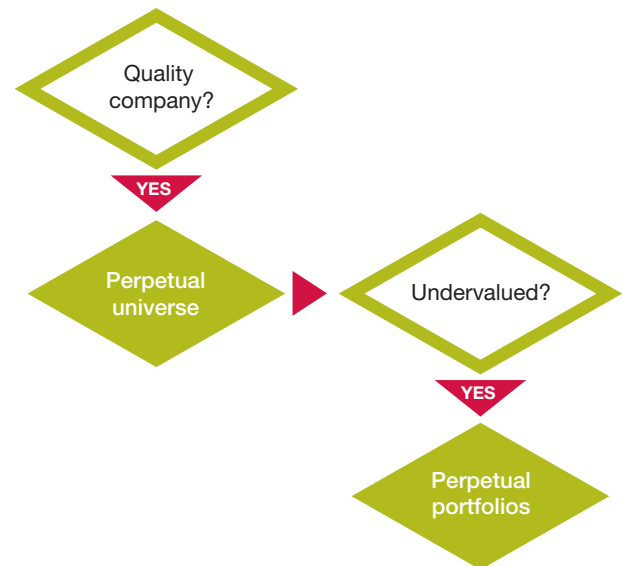 Quality
company?
YES
Perpetual
universe
Undervalued?
YES
Perpetual
portfolios